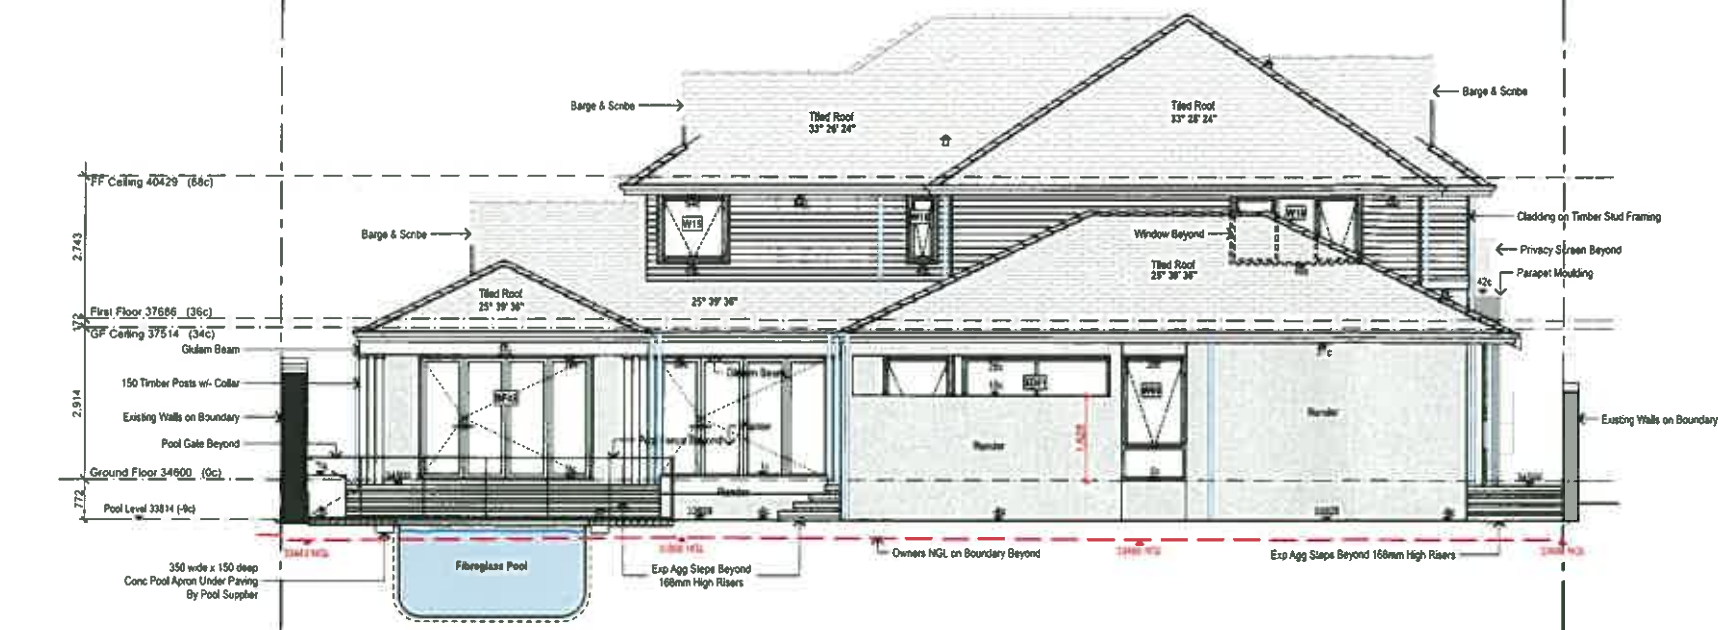 Barge & Scribe
Barge & Scribe
Tiled Roof
33° 26' 24"
Tiled Roof
33° 26' 24"
FF Ceiling 40429 (68c)
W15
W19
Cladding on Timber Stud Framing
Barge & Scribe
Window Beyond
Privacy Screen Beyond
2.743
Tiled Roof
25° 39' 36"
Parapet Moulding
42c
Tiled Roof
25° 39' 36"
25° 39' 36"
First Floor 37686 (36c)
172
GF Ceiling 37514 (34c)
Glulam Beam
150 Timber Posts w/- Collar
2.914
Existing Walls on Boundary
Existing Walls on Boundary
Render
Render
Pool Gate Beyond
Ground Floor 34600 (0c)
Render
772
Pool Level 33814 (-9c)
Owners NGL on Boundary Beyond
Exp Agg Steps Beyond 168mm High Risers
350 wide x 150 deep
Conc Pool Apron Under Paving
By Pool Supplier
Fibreglass Pool
Exp Agg Steps Beyond
168mm High Risers